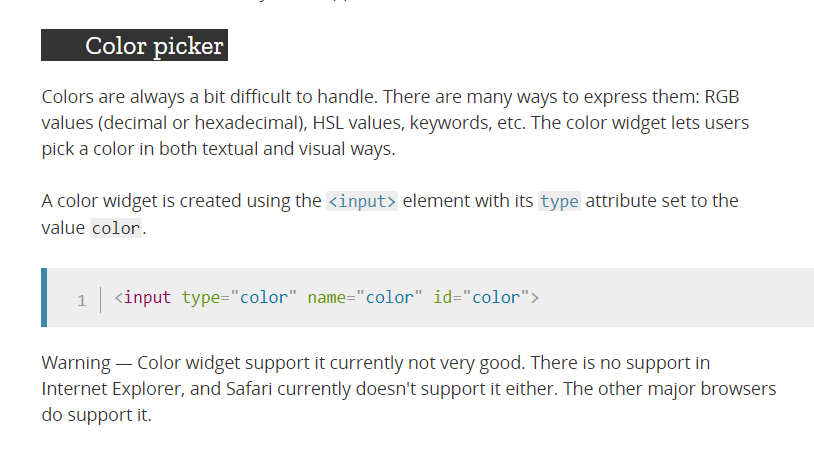 Color picker
Colors are always a bit difficult to handle. There are many ways to express them: RGB
values (decimal or hexadecimal), HSL values, keywords, etc. The color widget lets users
pick a color in both textual and visual ways.
A color widget is created using the <input> element with its type attribute set to the
value color.
1 <input type="color" name="color" id="color">
Warning — Color widget support it currently not very good. There is no support in
Internet Explorer, and Safari currently doesn't support it either. The other major browsers
do support it.